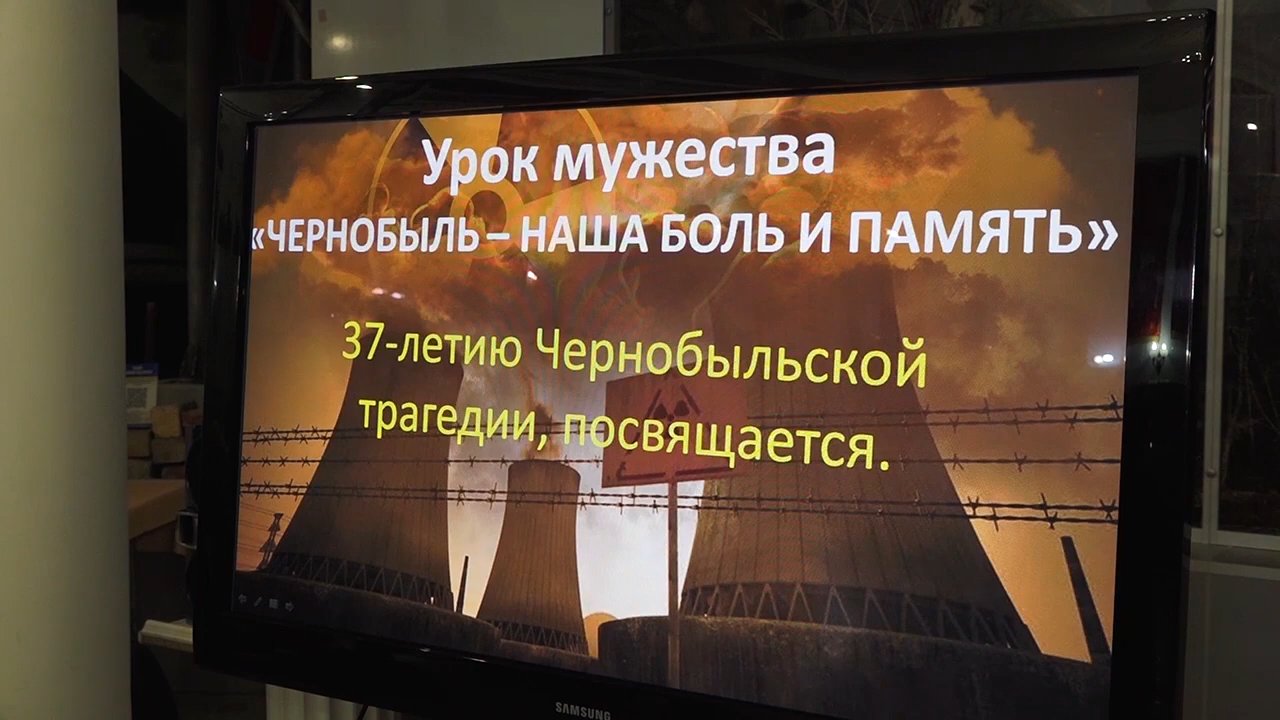 Урок мужества
«ЧЕРНОБЫЛЬ – НАША БОЛЬ И ПАМЯТЬ»
37-летию Чернобыльской
трагедии, посвящается.
SAMSUNG